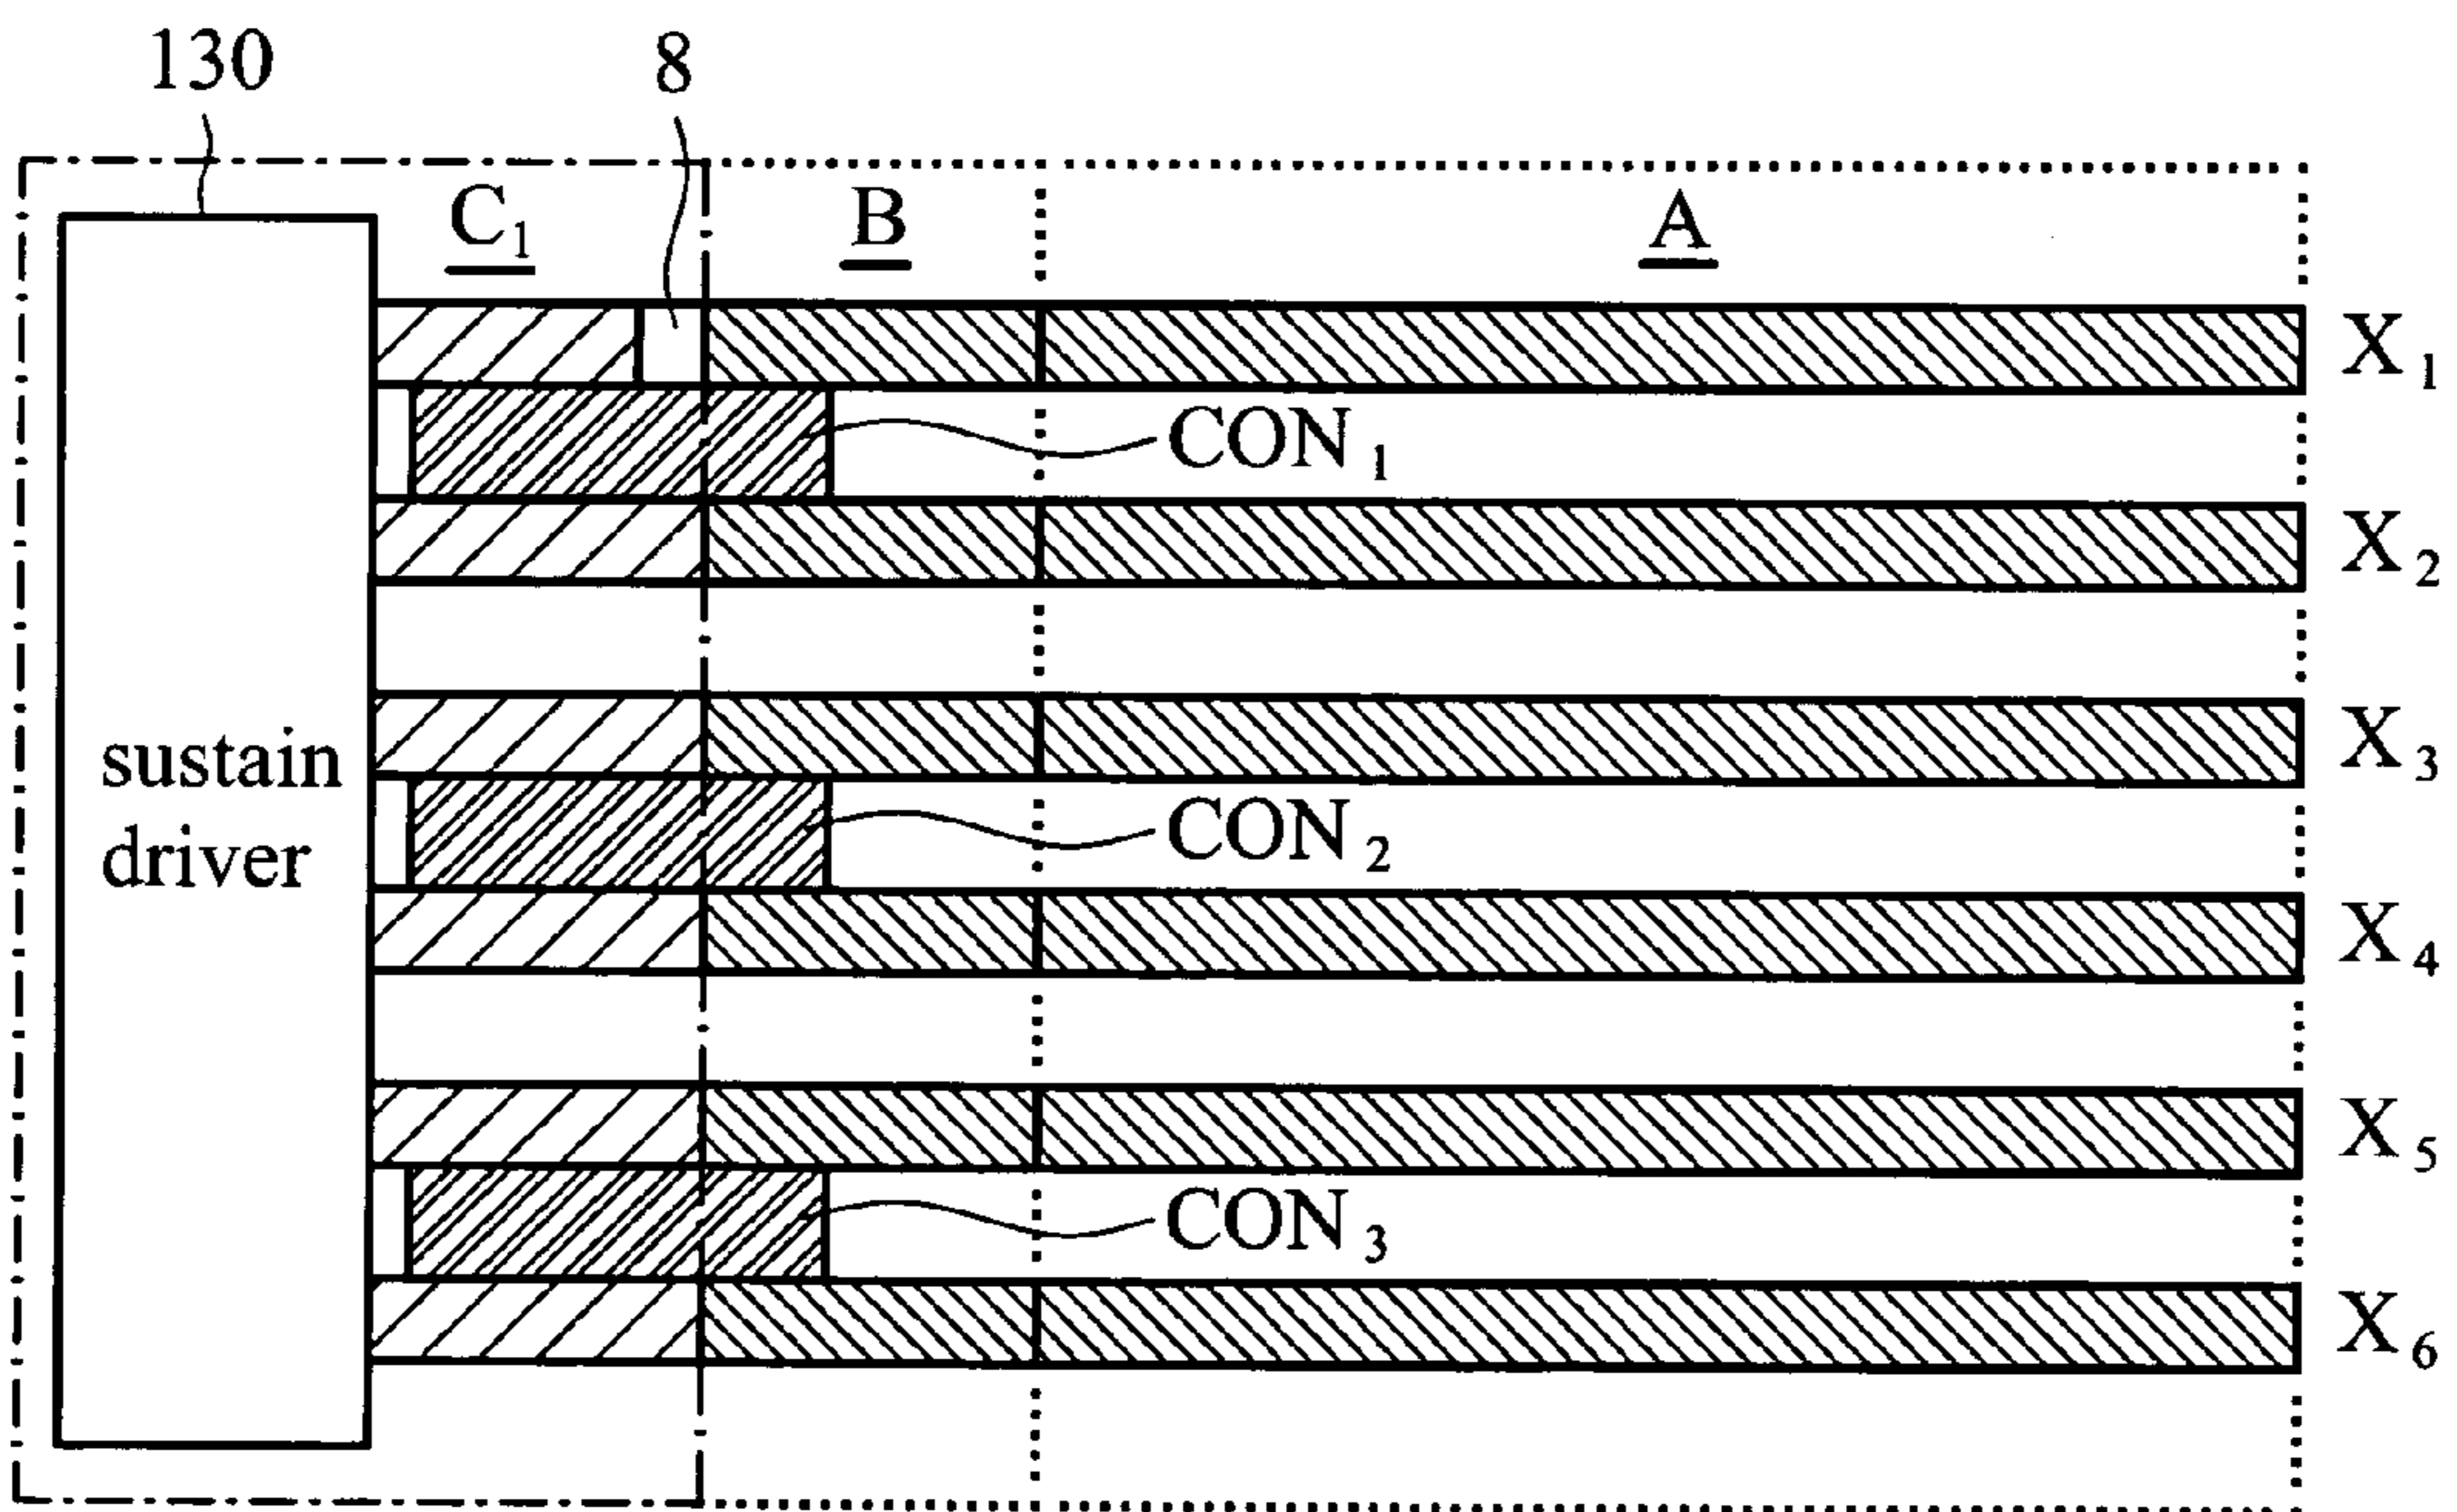 130 8
C₁ B A
X₁
CON₁
X₂
X₃
sustain
CON₂
driver
X₄
X₅
CON₃
X₆